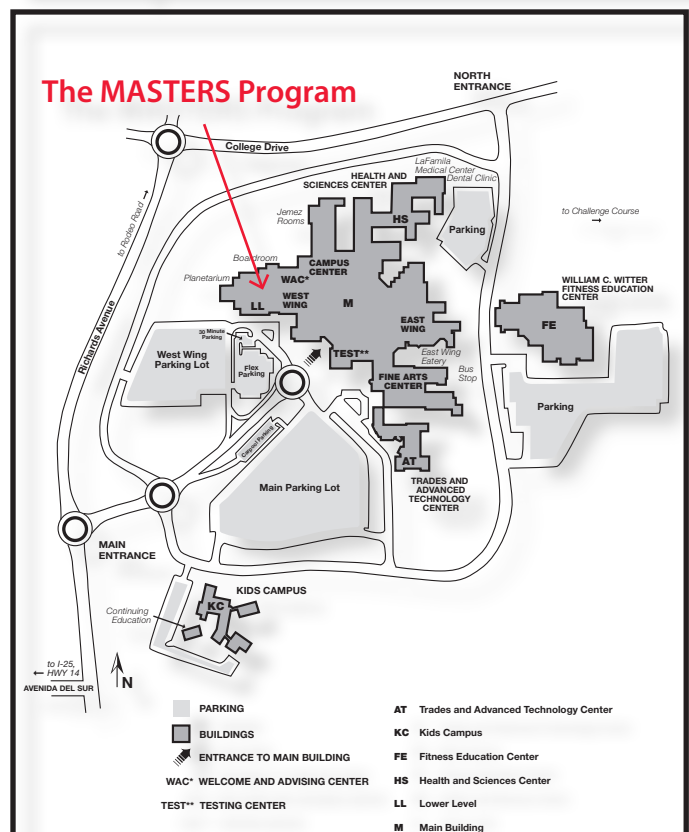 The MASTERS Program
NORTH
ENTRANCE
College Drive
LaFamila
Medical Center
Dental Clinic
HEALTH AND
SCIENCES CENTER
HS
to Rodeo Road
Jemez
Rooms
Parking
to Challenge Course
Boardroom
CAMPUS
CENTER
Planetarium
WAC*
WEST
WING
LL
M
WILLIAM C. WITTER
FITNESS EDUCATION
CENTER
FE
EAST
WING
Richards Avenue
30 Minute
Parking
West Wing
Parking Lot
Flex
Parking
TEST**
East Wing
Eatery
Bus
Stop
FINE ARTS
CENTER
Parking
Carpool Parking
AT
TRADES AND
ADVANCED
TECHNOLOGY
CENTER
Main Parking Lot
MAIN
ENTRANCE
KIDS CAMPUS
KC
Continuing
Education
to I-25,
HWY 14
AVENIDA DEL SUR
N
PARKING
BUILDINGS
ENTRANCE TO MAIN BUILDING
WAC* WELCOME AND ADVISING CENTER
TEST** TESTING CENTER
AT Trades and Advanced Technology Center
KC Kids Campus
FE Fitness Education Center
HS Health and Sciences Center
LL Lower Level
M Main Building